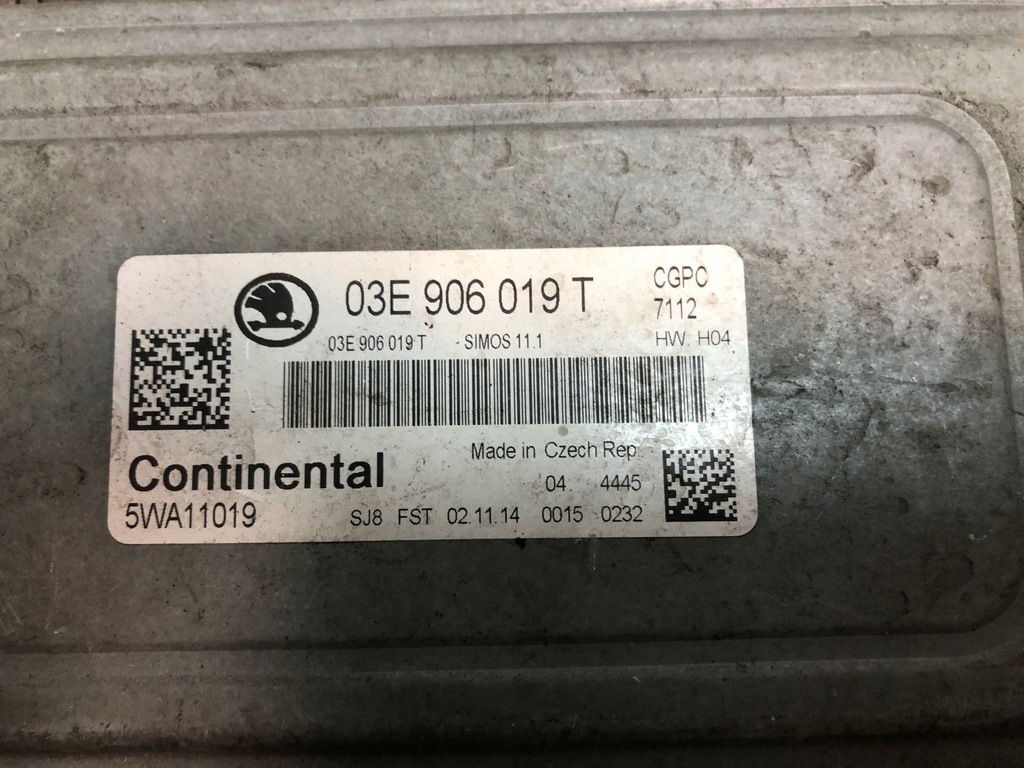 03E 906 019 T
CGPC
7112
03E 906 019 T - SIMOS 11.1
HW. H04
Made in Czech Rep.
Continental
04. 4445
5WA11019
SJ8 FST 02.11.14 0015 0232